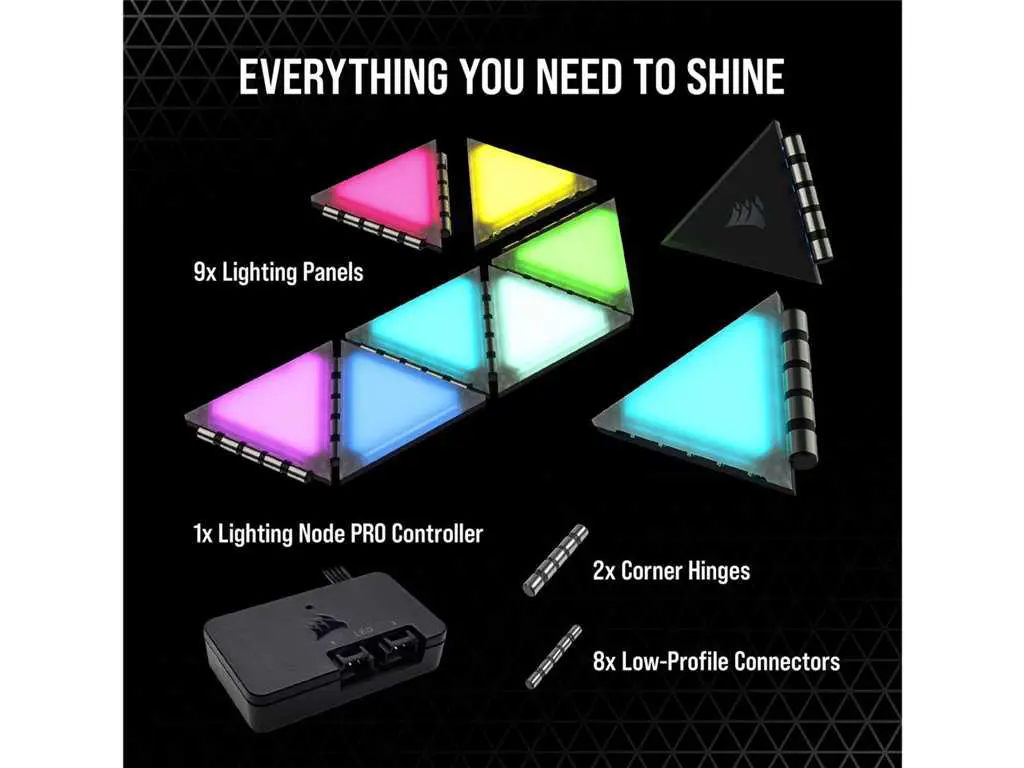 EVERYTHING YOU NEED TO SHINE
9x Lighting Panels
1x Lighting Node PRO Controller
2x Corner Hinges
8x Low-Profile Connectors